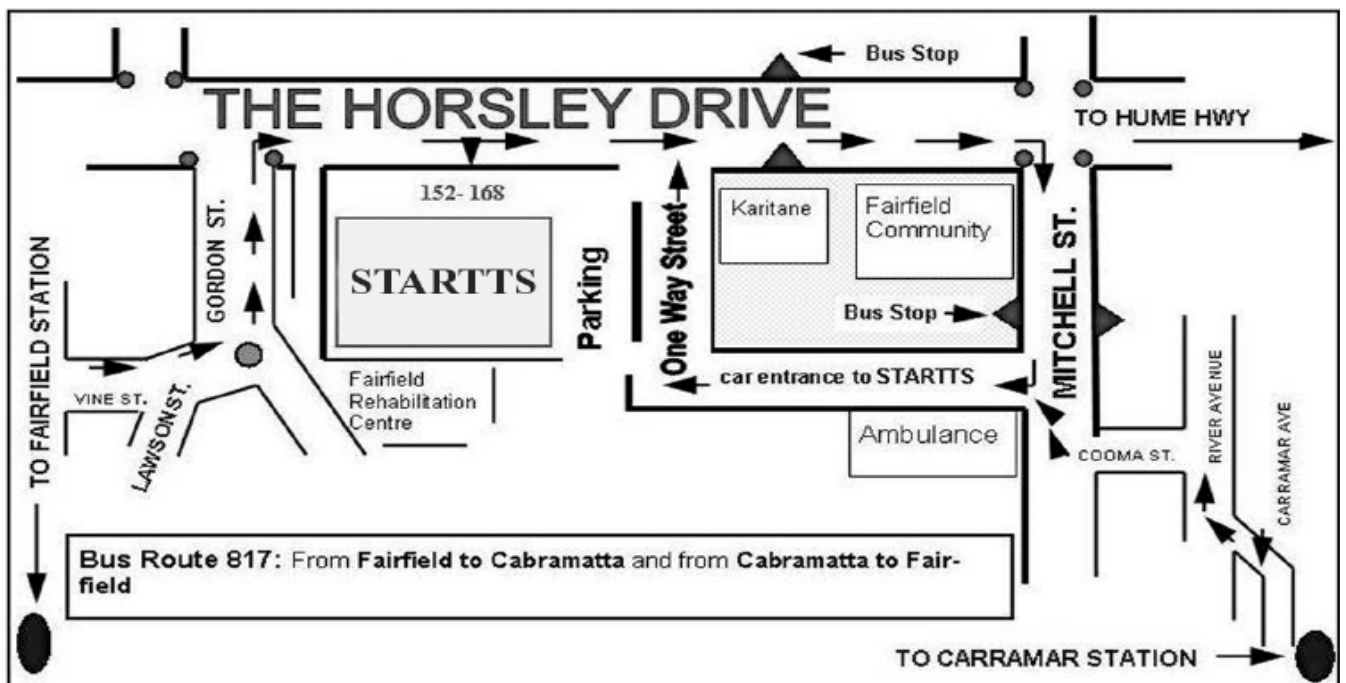 Bus Stop
THE HORSLEY DRIVE
TO HUME HWY
152-168
STARTTS
Parking
One Way Street
Karitane
Fairfield
Community
Bus Stop
MITCHELL ST.
GORDON ST.
TO FAIRFIELD STATION
VINE ST.
LAWSON ST.
Fairfield
Rehabilitation
Centre
car entrance to STARTTS
Ambulance
COOMA ST.
RIVER AVENUE
CARRAMAR AVE
Bus Route 817: From Fairfield to Cabramatta and from Cabramatta to Fair-
field
TO CARRAMAR STATION